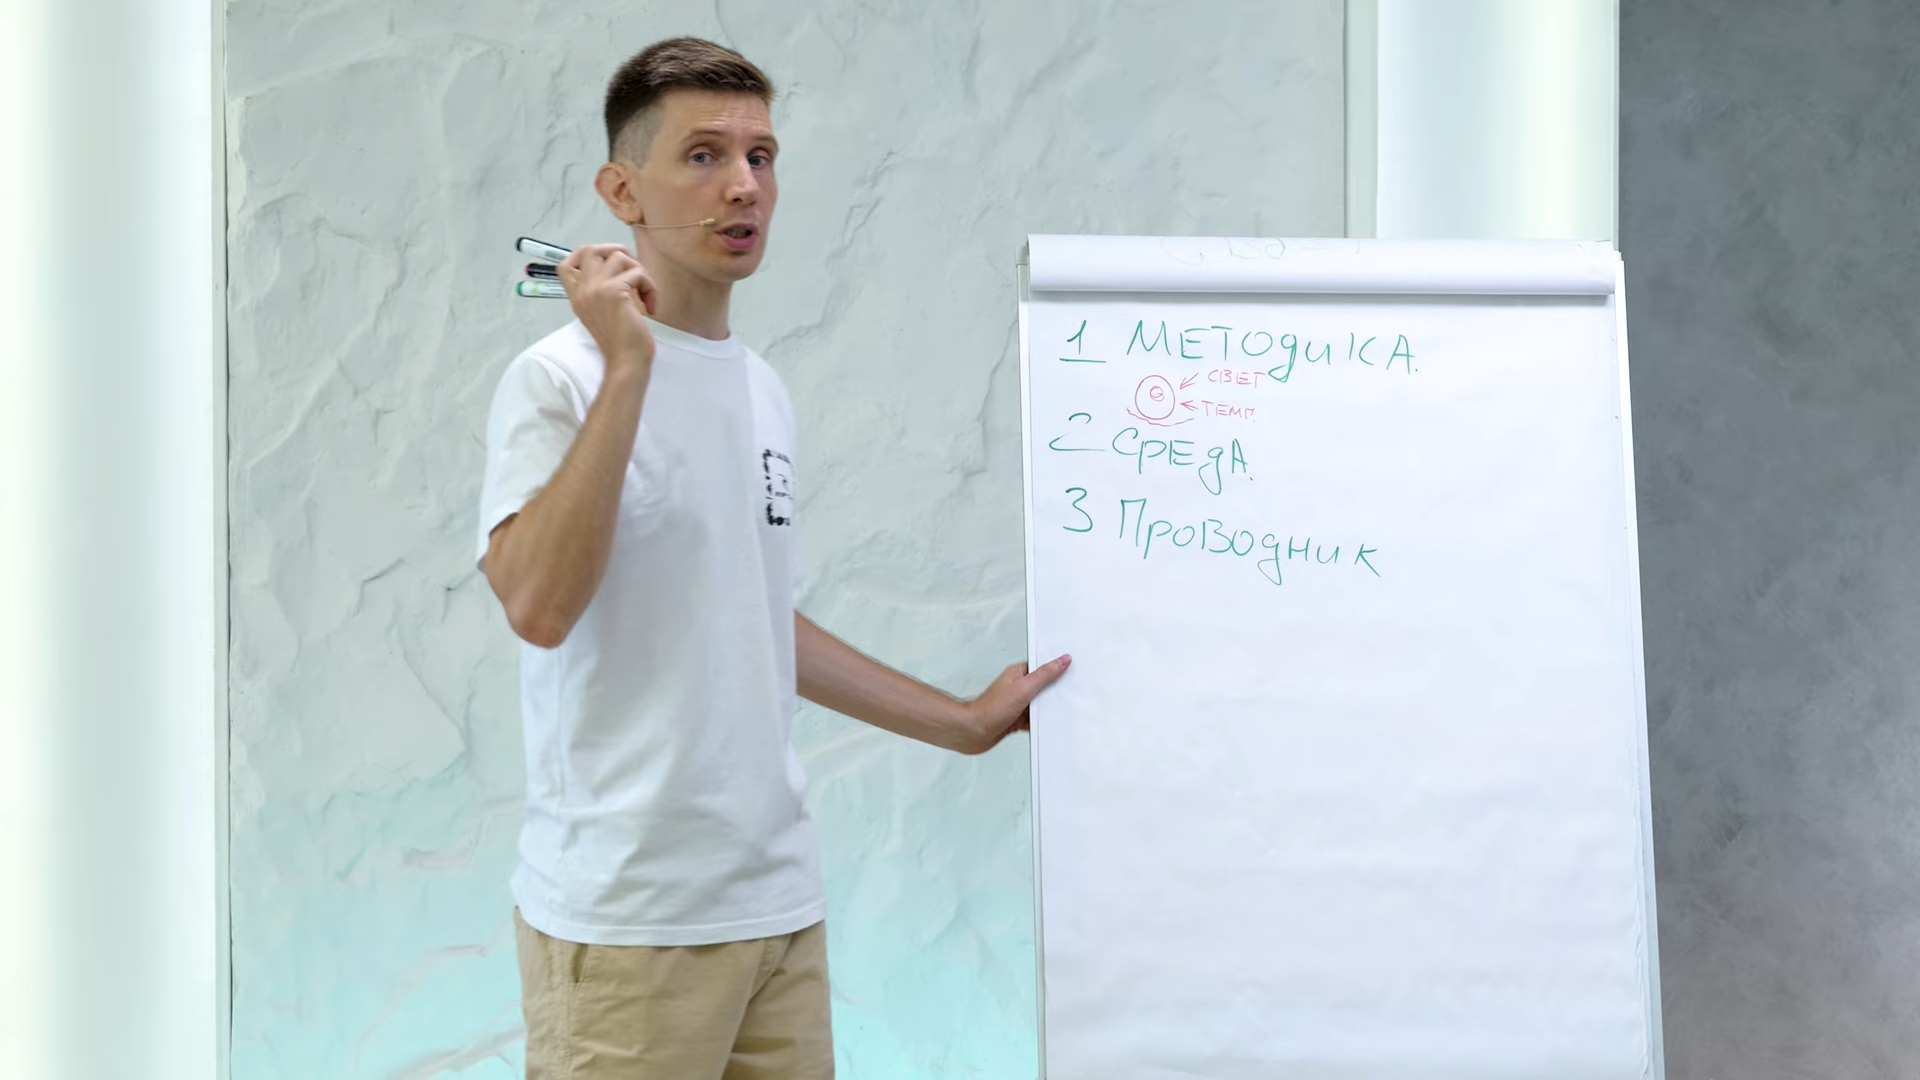 1 МЕТОДИКА.
СВЕТ
ТЕМП.
2 СРЕДА.
3 ПРОВОДНИК